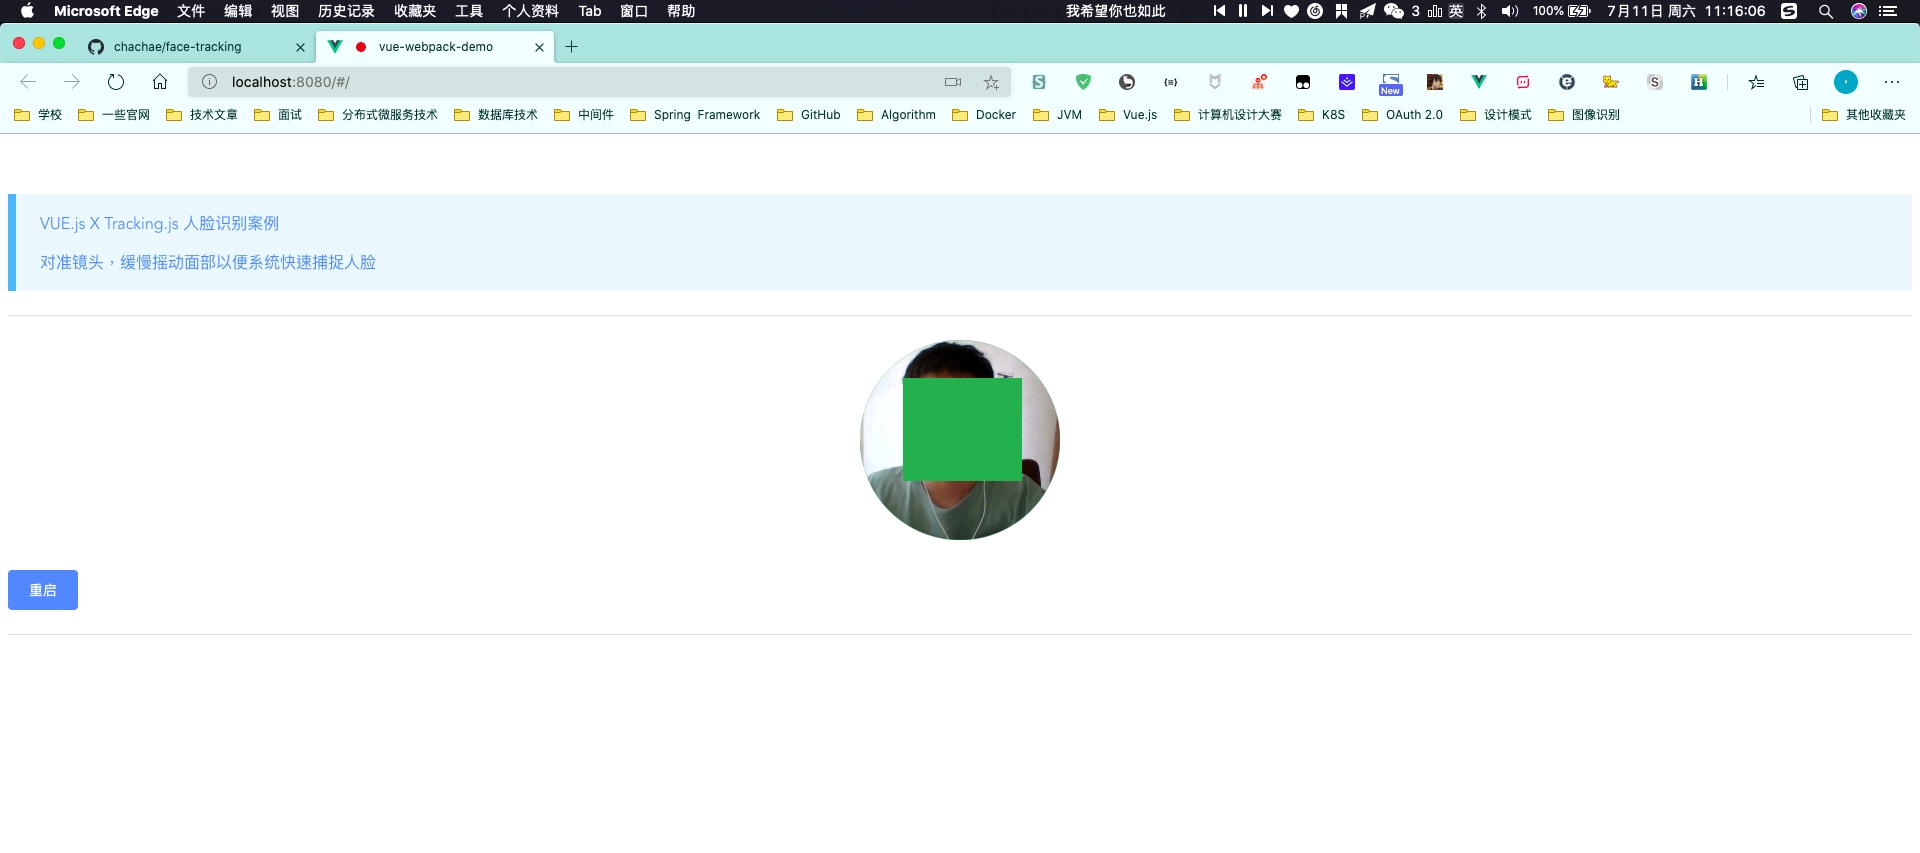 Microsoft Edge 文件 编辑 视图 历史记录 收藏夹 工具 个人资料 Tab 窗口 帮助 我希望你也如此 3 英 100% 7月11日 周六 11:16:06
chachae/face-tracking vue-webpack-demo
localhost:8080/#/ New
学校 一些官网 技术文章 面试 分布式微服务技术 数据库技术 中间件 Spring Framework GitHub Algorithm Docker JVM Vue.js 计算机设计大赛 K8S OAuth 2.0 设计模式 图像识别 其他收藏夹
VUE.js X Tracking.js 人脸识别案例
对准镜头，缓慢摇动面部以便系统快速捕捉人脸
重启